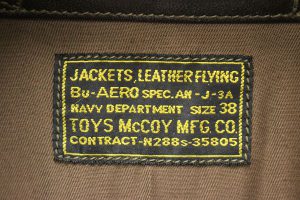 JACKETS, LEATHER FLYING
Bu-AERO SPEC. AN-J-3A
NAVY DEPARTMENT SIZE 38
TOYS McCOY MFG. CO.
CONTRACT-N288s-35805